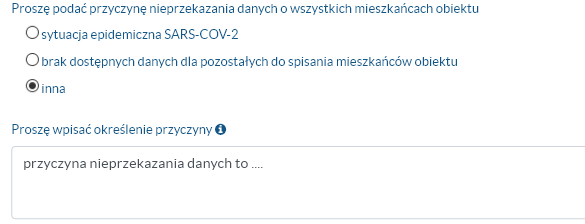 Proszę podać przyczynę nieprzekazania danych o wszystkich mieszkańcach obiektu
sytuacja epidemiczna SARS-COV-2
brak dostępnych danych dla pozostałych do spisania mieszkańców obiektu
inna
Proszę wpisać określenie przyczyny
przyczyna nieprzekazania danych to ....